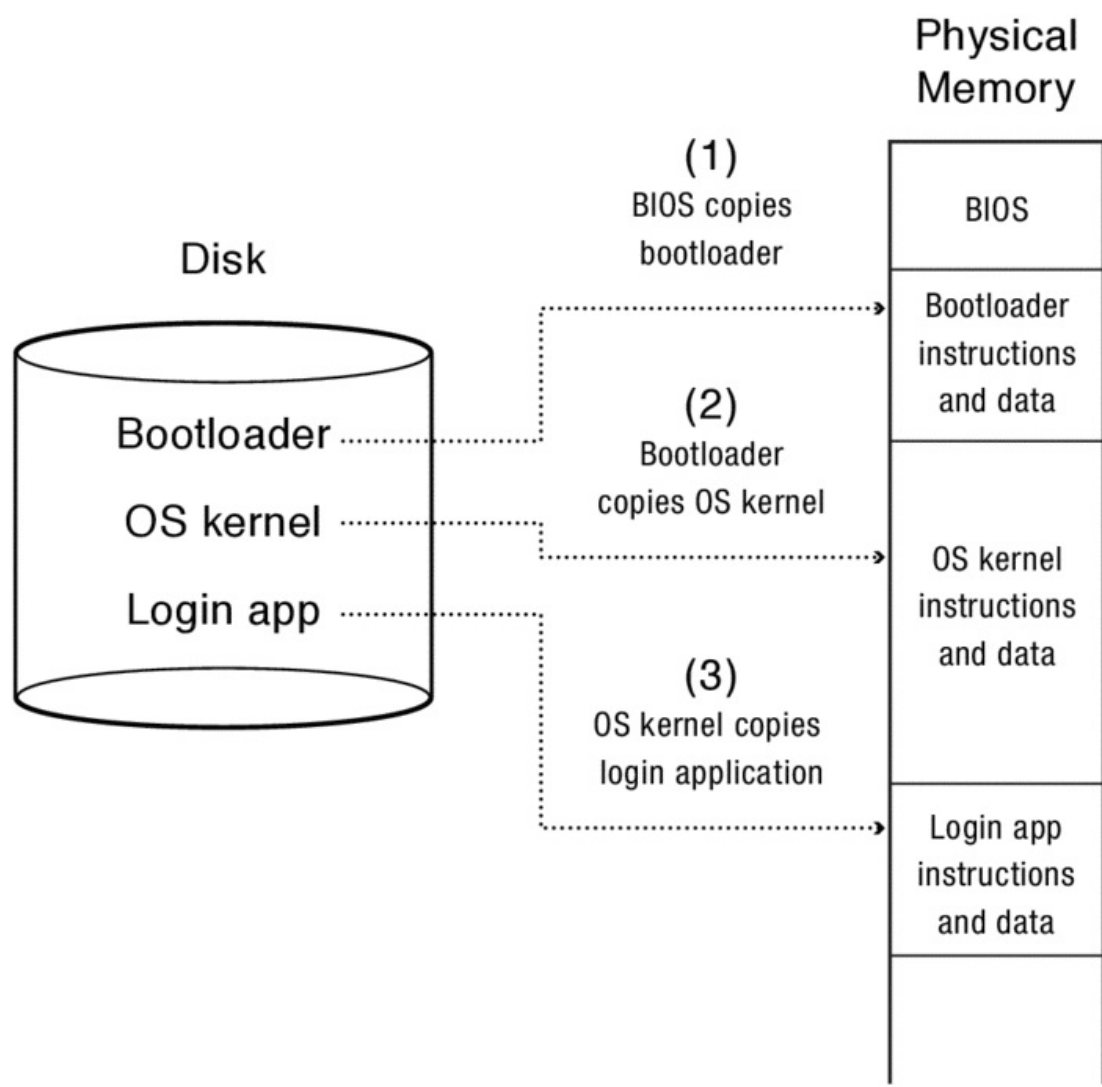 Physical
Memory
(1)
BIOS copies
bootloader
BIOS
Disk
Bootloader
instructions
and data
Bootloader
(2)
Bootloader
copies OS kernel
OS kernel
OS kernel
instructions
and data
Login app
(3)
OS kernel copies
login application
Login app
instructions
and data